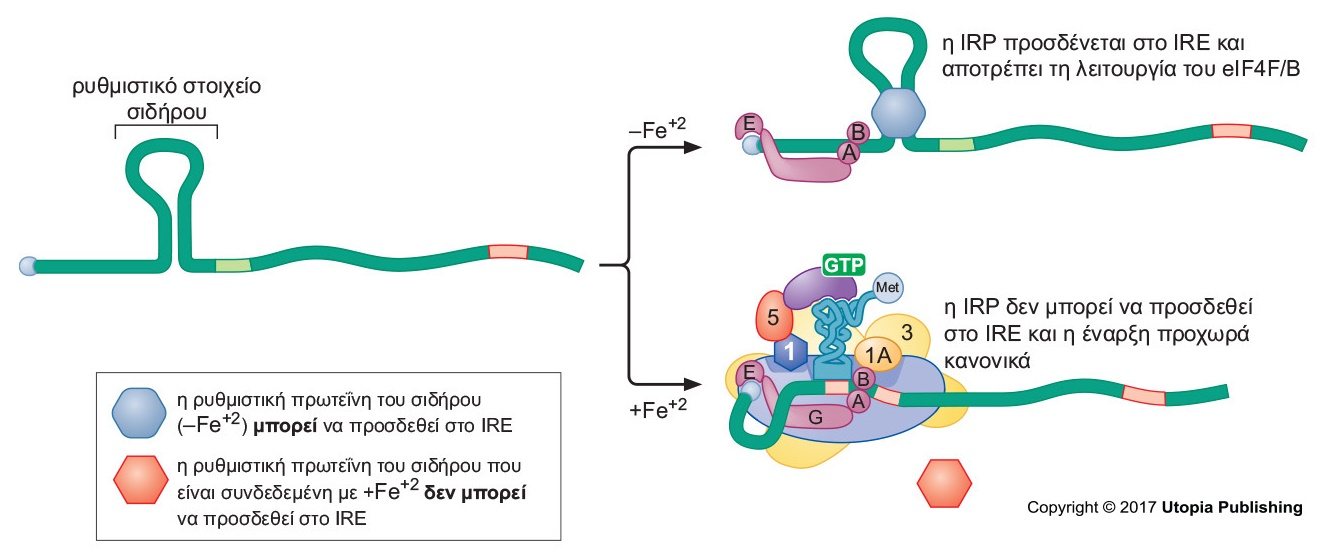 ρυθμιστικό στοιχείο
σιδήρου
–Fe+2
+Fe+2
η IRP προσδένεται στο IRE και
αποτρέπει τη λειτουργία του eIF4F/B
E
B
A
GTP
Met
5
1
1A
3
E
B
A
G
η IRP δεν μπορεί να προσδεθεί
στο IRE και η έναρξη προχωρά
κανονικά
η ρυθμιστική πρωτεΐνη του σιδήρου
(–Fe+2) μπορεί να προσδεθεί στο IRE
η ρυθμιστική πρωτεΐνη του σιδήρου που
είναι συνδεδεμένη με +Fe+2 δεν μπορεί
να προσδεθεί στο IRE
Copyright © 2017 Utopia Publishing